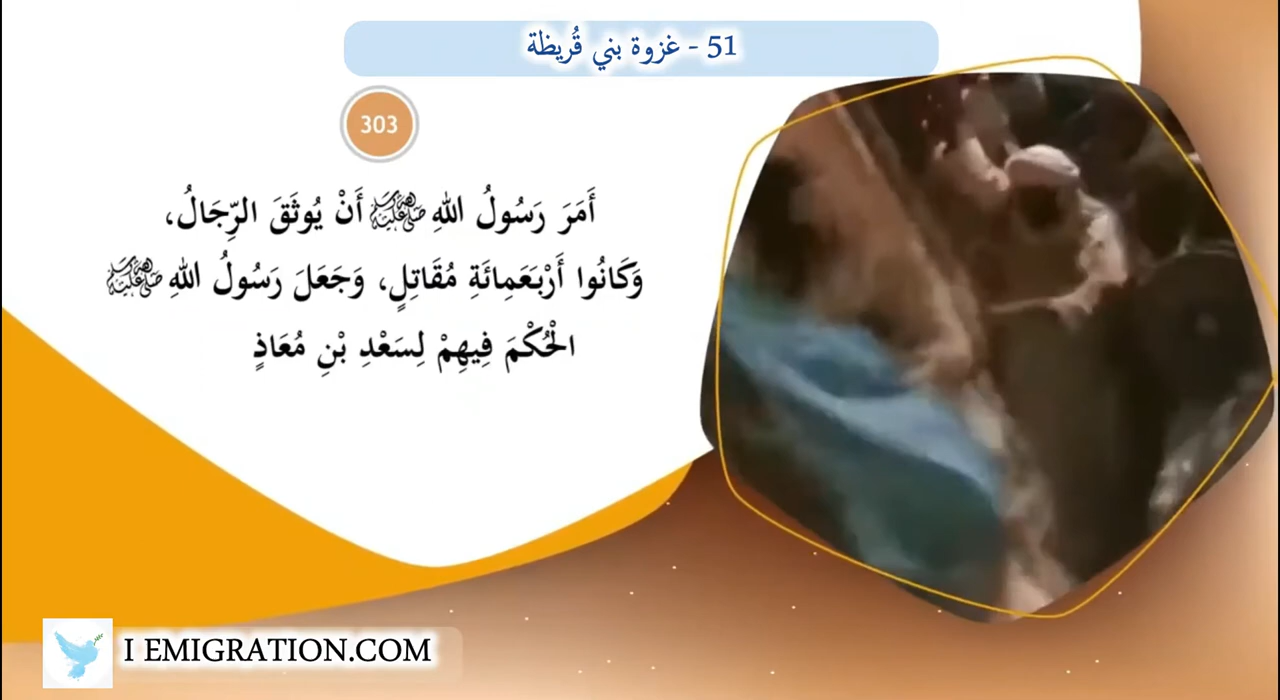 51 - غزوة بني قُريظة
303
أَمَرَ رَسُولُ اللهِ ﷺ أَنْ يُوثَقَ الرِّجَالُ،
وَكَانُوا أَرْبَعَمِائَةِ مُقَاتِلٍ، وَجَعَلَ رَسُولُ اللهِ ﷺ
الْحُكْمَ فِيهِمْ لِسَعْدِ بْنِ مُعَاذٍ
I EMIGRATION.COM